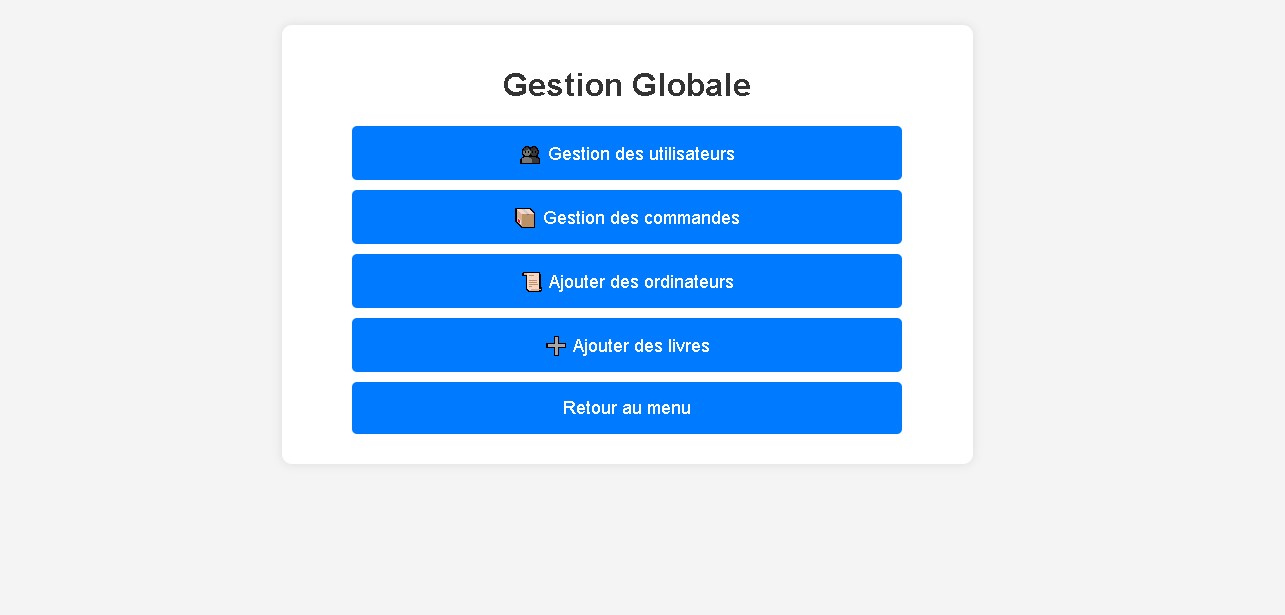 Gestion Globale
👥 Gestion des utilisateurs
📦 Gestion des commandes
📜 Ajouter des ordinateurs
➕ Ajouter des livres
Retour au menu